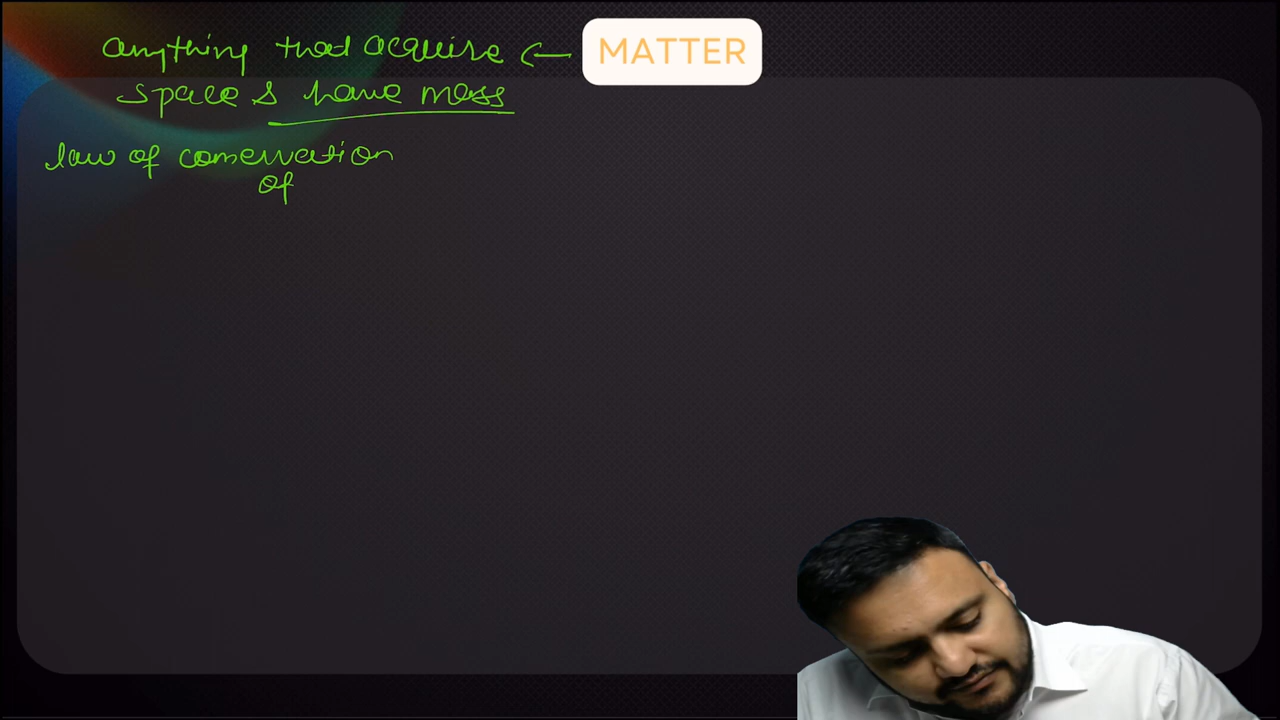 anything that acquire ← MATTER
space & have mass
law of conservation
of